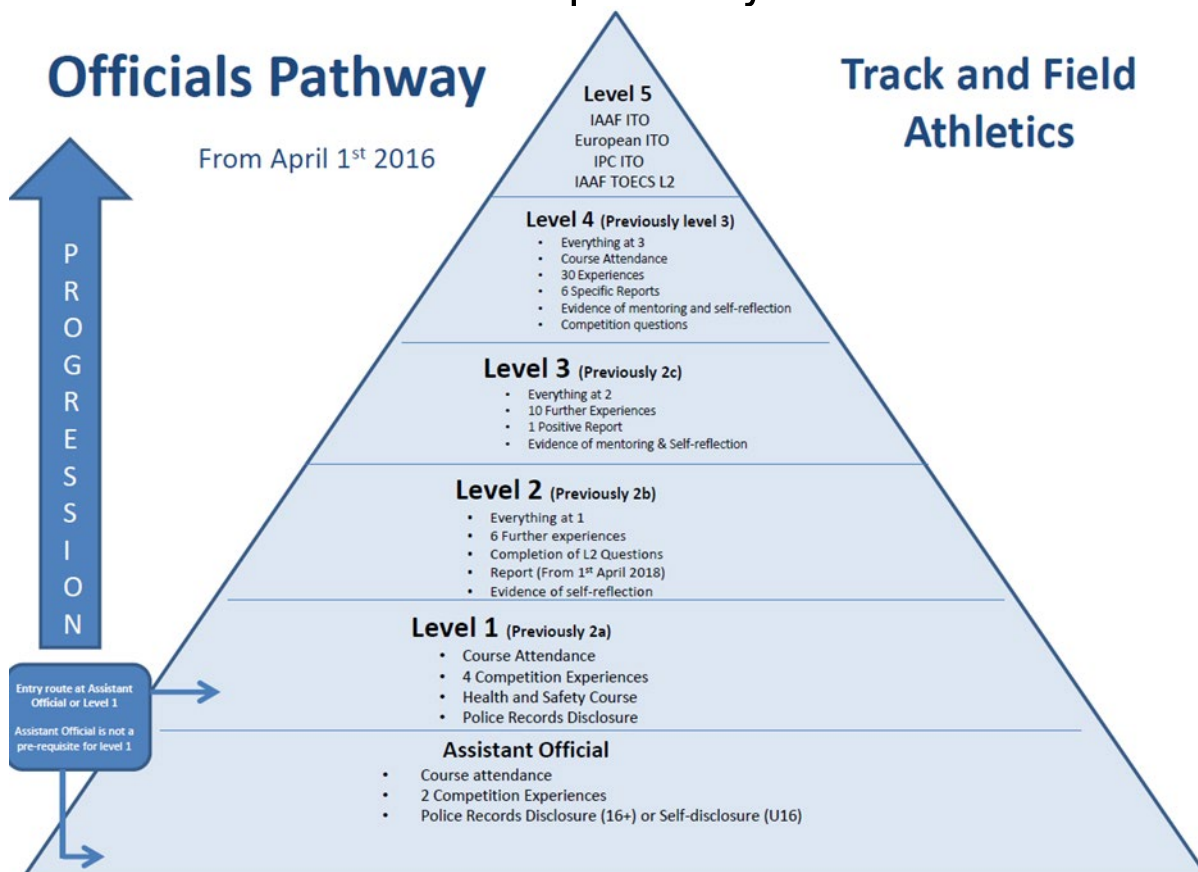 Officials Pathway
From April 1st 2016
Track and Field
Athletics
PROGRESSION
Level 5
IAAF ITO
European ITO
IPC ITO
IAAF TOECS L2
Level 4 (Previously level 3)
• Everything at 3
• Course Attendance
• 30 Experiences
• 6 Specific Reports
• Evidence of mentoring and self-reflection
• Competition questions
Level 3 (Previously 2c)
• Everything at 2
• 10 Further Experiences
• 1 Positive Report
• Evidence of mentoring & Self-reflection
Level 2 (Previously 2b)
• Everything at 1
• 6 Further experiences
• Completion of L2 Questions
• Report (From 1st April 2018)
• Evidence of self-reflection
Level 1 (Previously 2a)
• Course Attendance
• 4 Competition Experiences
• Health and Safety Course
• Police Records Disclosure
Entry route at Assistant
Official or Level 1
Assistant Official is not a
pre-requisite for level 1
Assistant Official
• Course attendance
• 2 Competition Experiences
• Police Records Disclosure (16+) or Self-disclosure (U16)